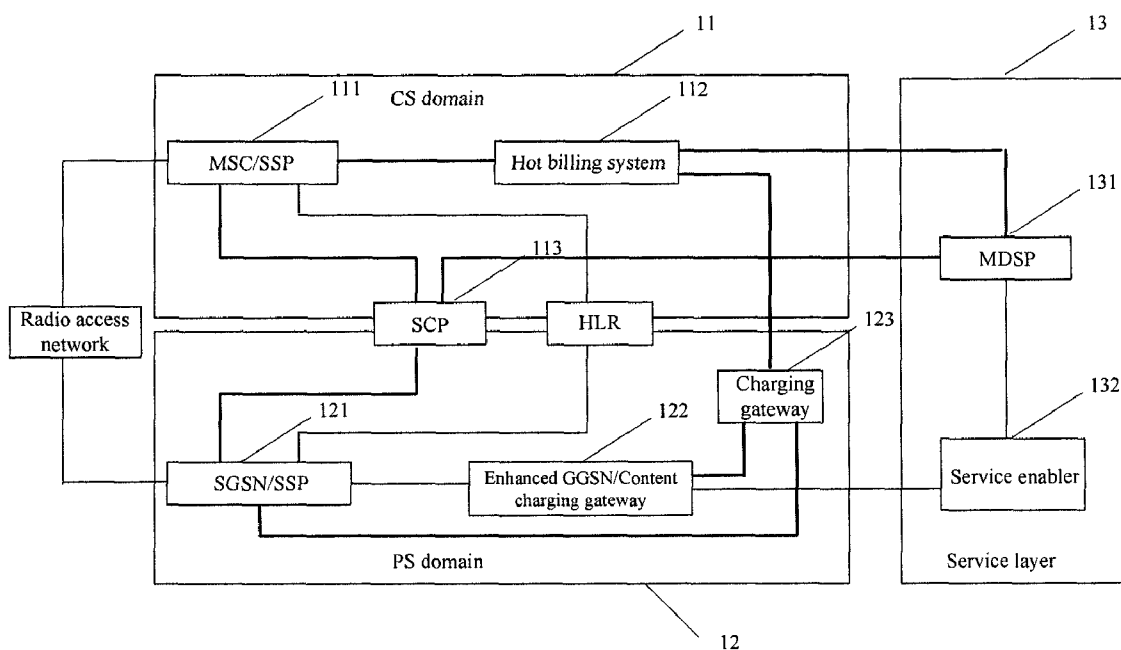 11
13
111
CS domain
112
MSC/SSP
Hot billing system
131
MDSP
113
Radio access
network
SCP
HLR
123
Charging
gateway
132
121
122
SGSN/SSP
Enhanced GGSN/Content
charging gateway
Service enabler
PS domain
Service layer
12